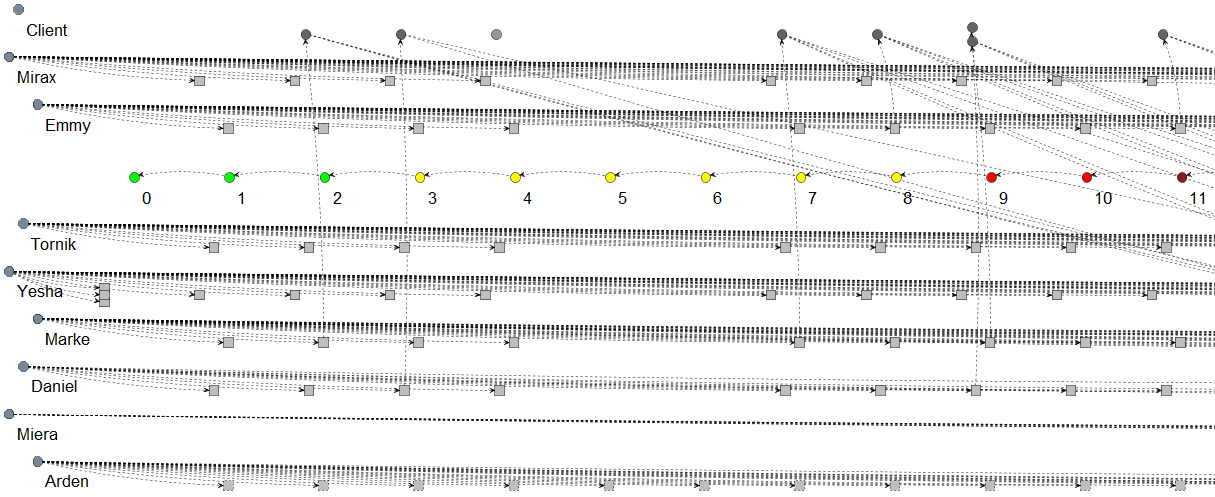 Client
Mirax
Emmy
0 1 2 3 4 5 6 7 8 9 10 11
Tornik
Yesha
Marke
Daniel
Miera
Arden